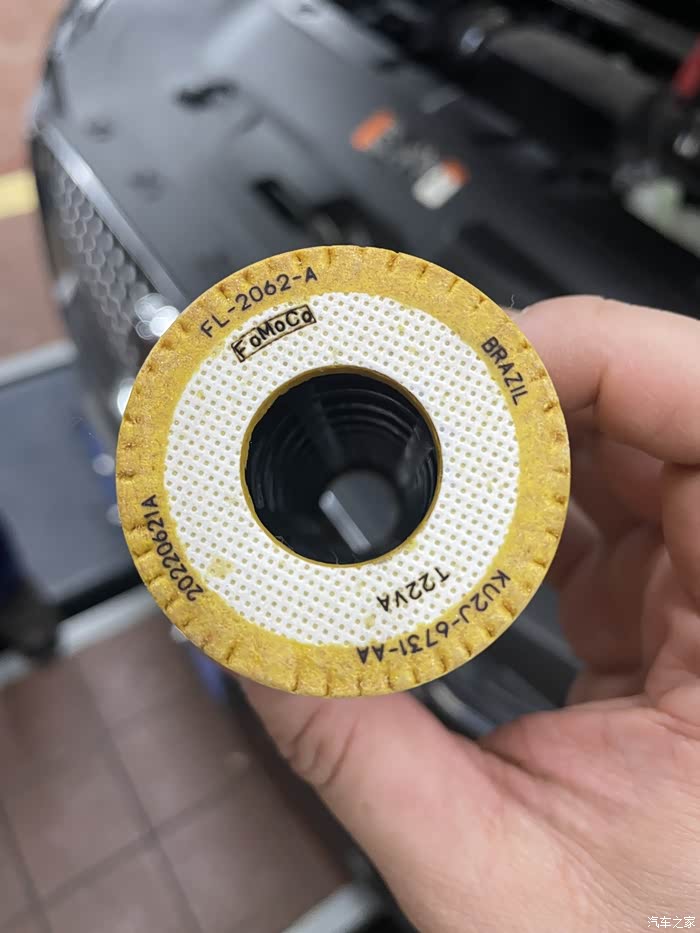 FL-2062-A
FoMoCo
BRAZIL
20220621A
T22VA
KU2J-6731-AA
汽车之家